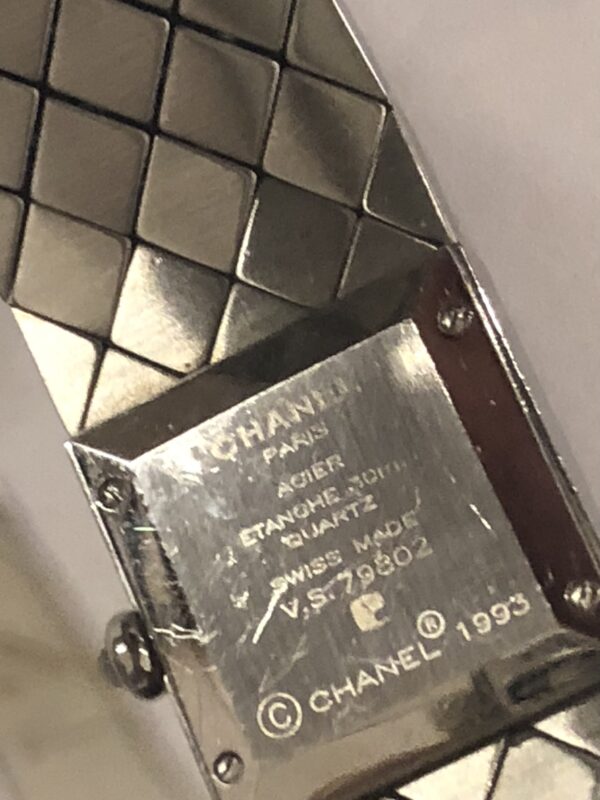 CHANEL
PARIS
ACIER
ETANCHE 30m
QUARTZ
SWISS MADE
V.S. 79802
© CHANEL® 1993